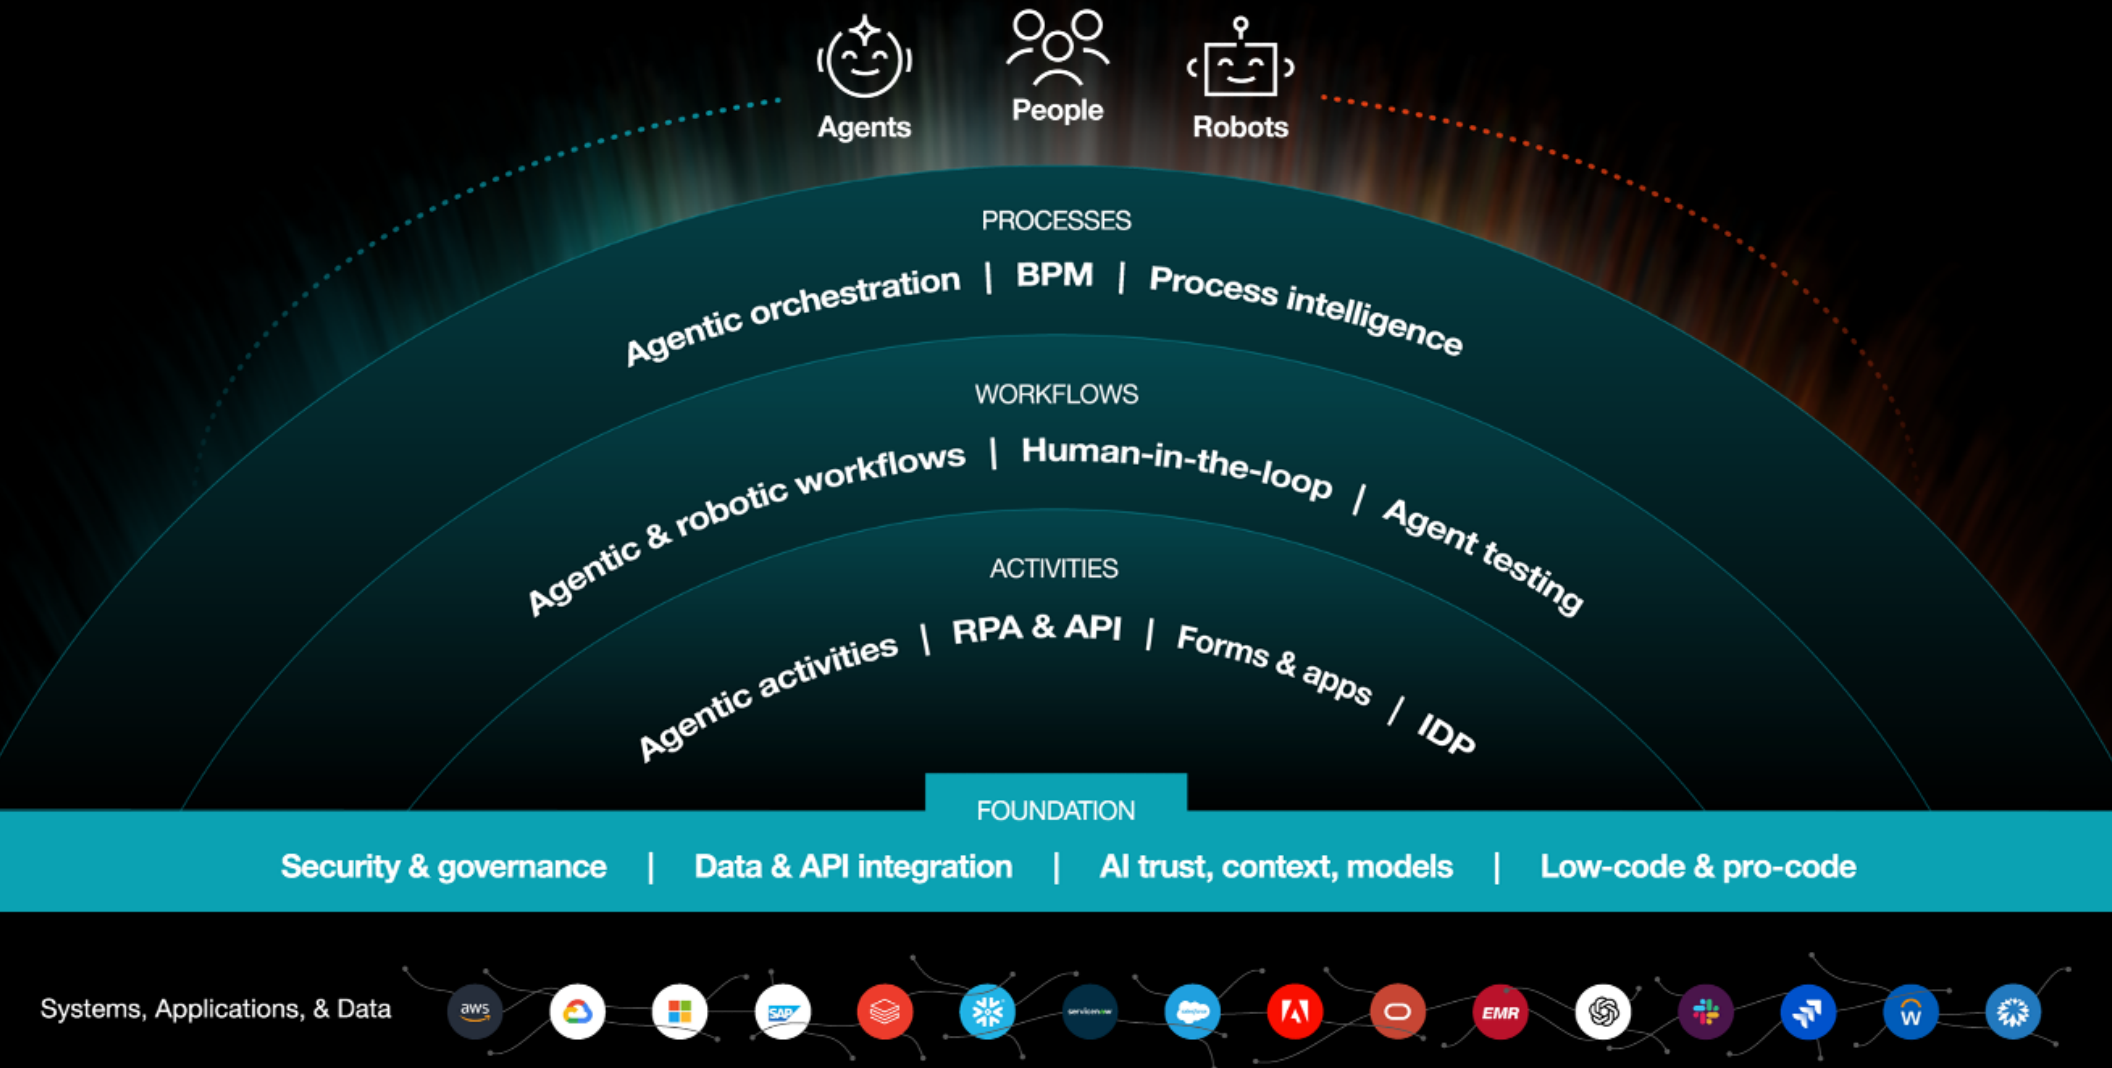 Agents
People
Robots
PROCESSES
Agentic orchestration | BPM | Process intelligence
WORKFLOWS
Agentic & robotic workflows | Human-in-the-loop | Agent testing
ACTIVITIES
Agentic activities | RPA & API | Forms & apps | IDP
FOUNDATION
Security & governance | Data & API integration | AI trust, context, models | Low-code & pro-code
Systems, Applications, & Data
aws
SAP
servicenow
salesforce
EMR
W